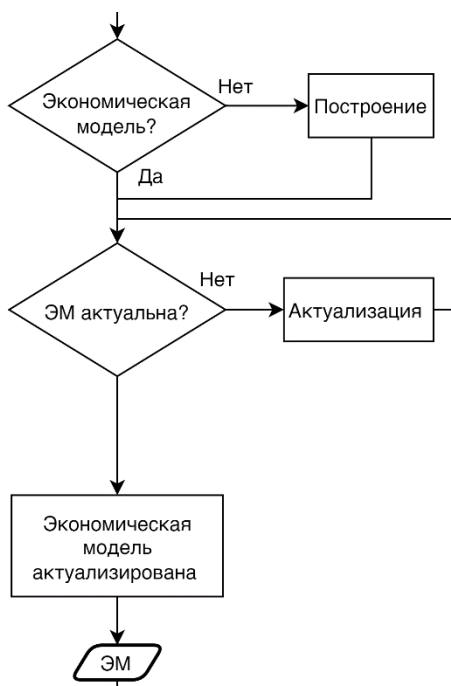 Нет
Экономическая
модель?
Построение
Да
Нет
ЭМ актуальна?
Актуализация
Экономическая
модель
актуализирована
ЭМ